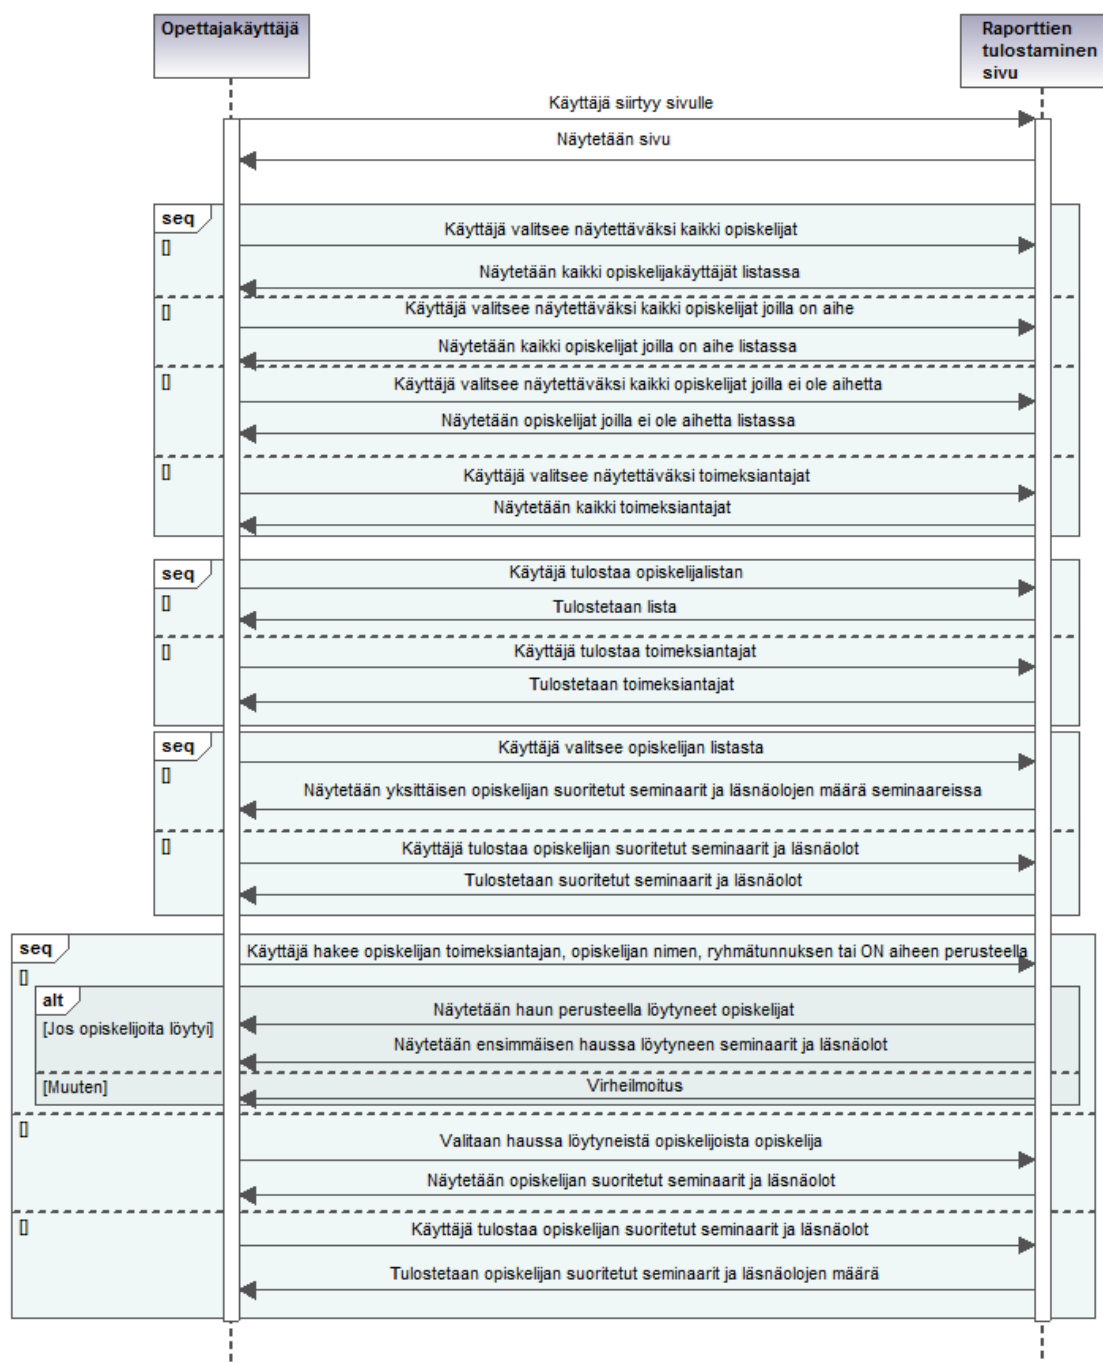 Opettajakäyttäjä
Raporttien
tulostaminen
sivu
Käyttäjä siirtyy sivulle
Näytetään sivu
seq
[]
Käyttäjä valitsee näytettäväksi kaikki opiskelijat
Näytetään kaikki opiskelijakäyttäjät listassa
[]
Käyttäjä valitsee näytettäväksi kaikki opiskelijat joilla on aihe
Näytetään kaikki opiskelijat joilla on aihe listassa
[]
Käyttäjä valitsee näytettäväksi kaikki opiskelijat joilla ei ole aihetta
Näytetään opiskelijat joilla ei ole aihetta listassa
[]
Käyttäjä valitsee näytettäväksi toimeksiantajat
Näytetään kaikki toimeksiantajat
seq
Käytäjä tulostaa opiskelijalistan
[]
Tulostetaan lista
[]
Käyttäjä tulostaa toimeksiantajat
Tulostetaan toimeksiantajat
seq
Käyttäjä valitsee opiskelijan listasta
[]
Näytetään yksittäisen opiskelijan suoritetut seminaarit ja läsnäolojen määrä seminaareissa
[]
Käyttäjä tulostaa opiskelijan suoritetut seminaarit ja läsnäolot
Tulostetaan suoritetut seminaarit ja läsnäolot
seq
Käyttäjä hakee opiskelijan toimeksiantajan, opiskelijan nimen, ryhmätunnuksen tai ON aiheen perusteella
[]
alt
Näytetään haun perusteella löytyneet opiskelijat
[Jos opiskelijoita löytyi]
Näytetään ensimmäisen haussa löytyneen seminaarit ja läsnäolot
[Muuten]
Virheilmoitus
[]
Valitaan haussa löytyneistä opiskelijoista opiskelija
Näytetään opiskelijan suoritetut seminaarit ja läsnäolot
[]
Käyttäjä tulostaa opiskelijan suoritetut seminaarit ja läsnäolot
Tulostetaan opiskelijan suoritetut seminaarit ja läsnäolojen määrä